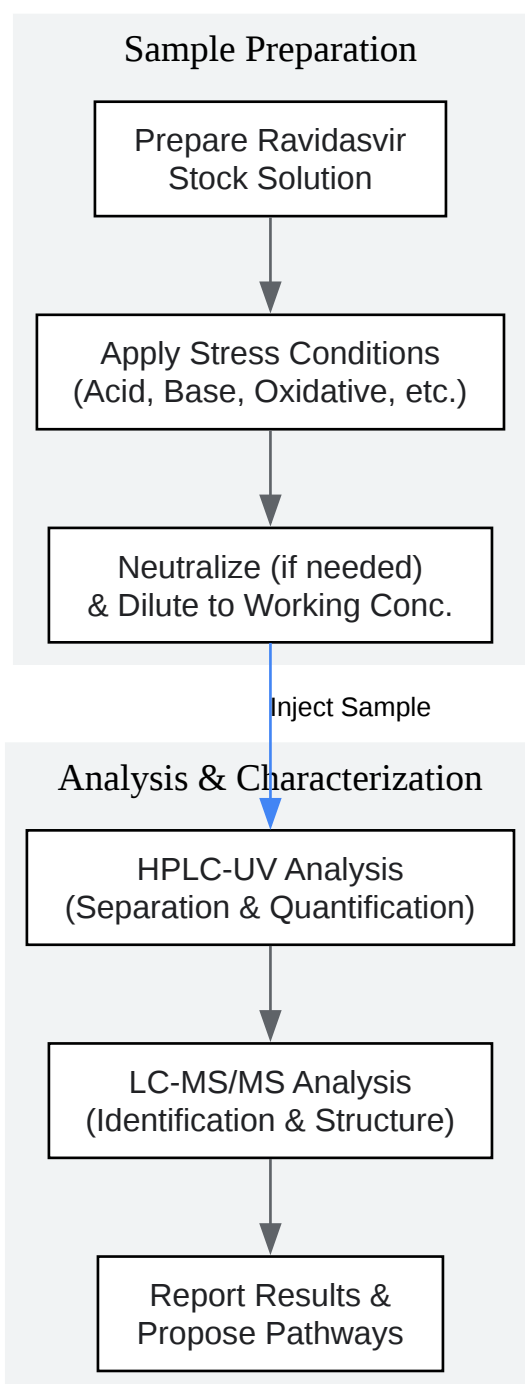 Sample Preparation
Prepare Ravidasvir
Stock Solution
Apply Stress Conditions
(Acid, Base, Oxidative, etc.)
Neutralize (if needed)
& Dilute to Working Conc.
Inject Sample
Analysis & Characterization
HPLC-UV Analysis
(Separation & Quantification)
LC-MS/MS Analysis
(Identification & Structure)
Report Results &
Propose Pathways